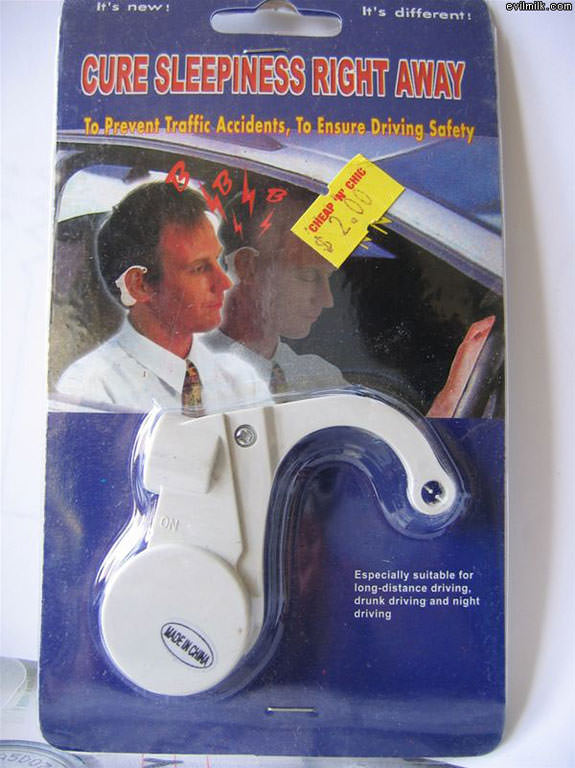 evilmilk.com
It's new!
It's different!
CURE SLEEPINESS RIGHT AWAY
To Prevent Traffic Accidents, To Ensure Driving Safety
B B B
'CHEAP 'N' CHIC
$ 2.00
ON
Especially suitable for
long-distance driving,
drunk driving and night
driving
MADE IN CHINA